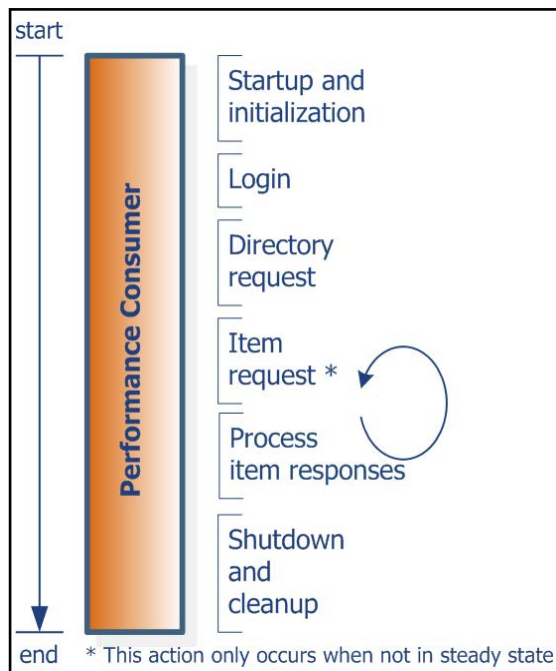 start
Performance Consumer
Startup and
initialization
Login
Directory
request
Item
request *
Process
item responses
Shutdown
and
cleanup
end
* This action only occurs when not in steady state